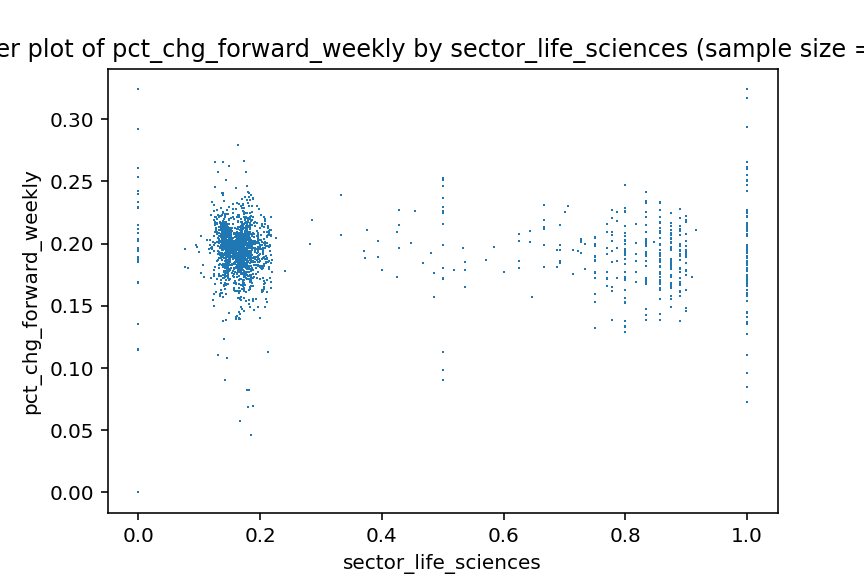 plot of pct_chg_forward_weekly by sector_life_sciences (sample size =
0.30
0.25
0.20
0.15
0.10
0.05
0.00
pct_chg_forward_weekly
0.0 0.2 0.4 0.6 0.8 1.0
sector_life_sciences